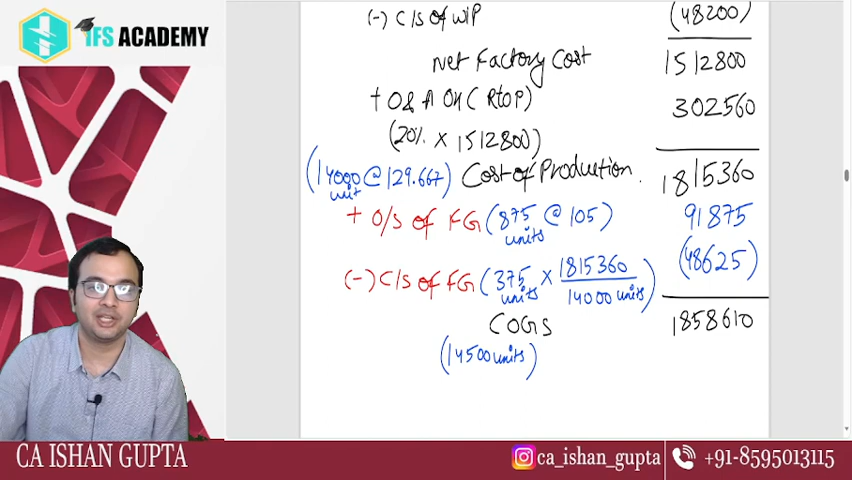 IFS ACADEMY
(-) C/S of WIP (48200)
Net Factory Cost 1512800
+ O& A OH (RtOP) 302560
(20% × 1512800)
(14000 unit @ 129.667) Cost of Production. 1815360
+ O/S of FG (875 units @ 105) 91875
(-) C/S of FG (375 units × 1815360 / 14000 units) (48625)
COGS 1858610
(14500 units)
CA ISHAN GUPTA ca_ishan_gupta +91-8595013115